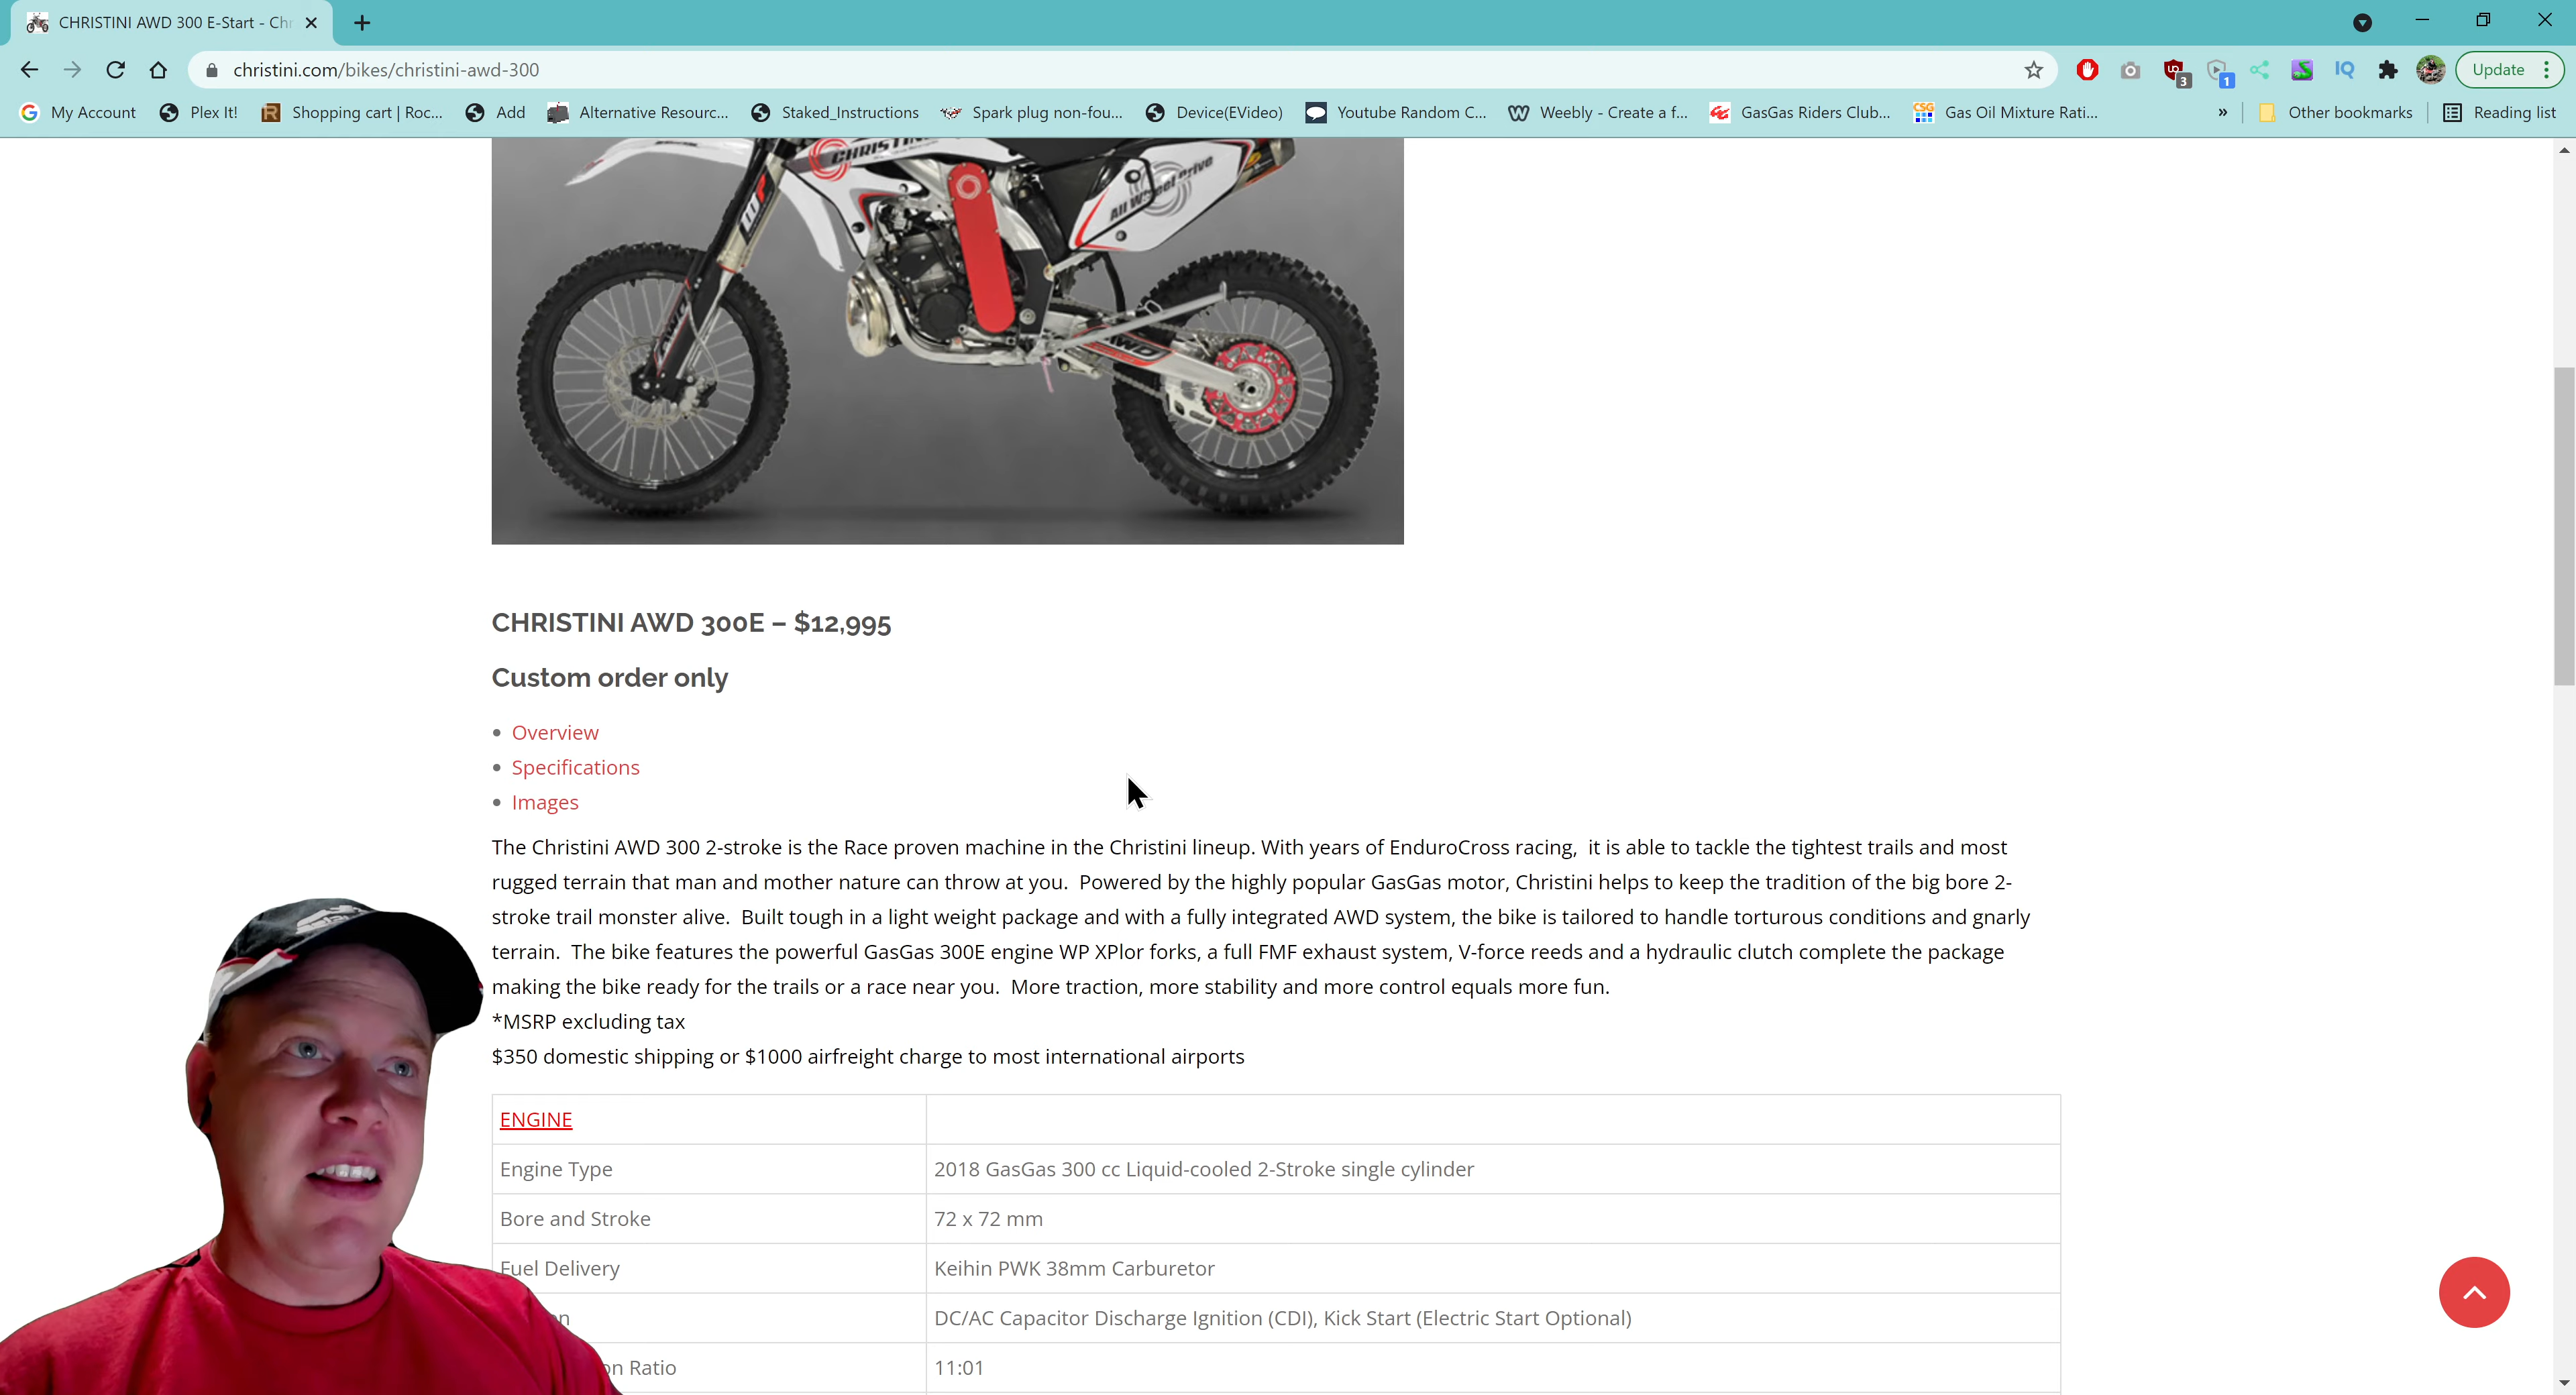 CHRISTINI AWD 300 E-Start - Chr
christini.com/bikes/christini-awd-300
Update
My Account
Plex It!
Shopping cart | Roc...
Add
Alternative Resourc...
Staked_Instructions
Spark plug non-fou...
Device(EVideo)
Youtube Random C...
Weebly - Create a f...
GasGas Riders Club...
Gas Oil Mixture Rati...
»
Other bookmarks
Reading list
3
1
IQ
CSG
CHRISTIN
All Wheel Drive
AWD
CHRISTINI AWD 300E – $12,995
Custom order only
• Overview
• Specifications
• Images
The Christini AWD 300 2-stroke is the Race proven machine in the Christini lineup. With years of EnduroCross racing,  it is able to tackle the tightest trails and most
rugged terrain that man and mother nature can throw at you.  Powered by the highly popular GasGas motor, Christini helps to keep the tradition of the big bore 2-
stroke trail monster alive.  Built tough in a light weight package and with a fully integrated AWD system, the bike is tailored to handle torturous conditions and gnarly
terrain.  The bike features the powerful GasGas 300E engine WP XPlor forks, a full FMF exhaust system, V-force reeds and a hydraulic clutch complete the package
making the bike ready for the trails or a race near you.  More traction, more stability and more control equals more fun.
*MSRP excluding tax
$350 domestic shipping or $1000 airfreight charge to most international airports
ENGINE
Engine Type 2018 GasGas 300 cc Liquid-cooled 2-Stroke single cylinder
Bore and Stroke 72 x 72 mm
Fuel Delivery Keihin PWK 38mm Carburetor
n DC/AC Capacitor Discharge Ignition (CDI), Kick Start (Electric Start Optional)
on Ratio 11:01